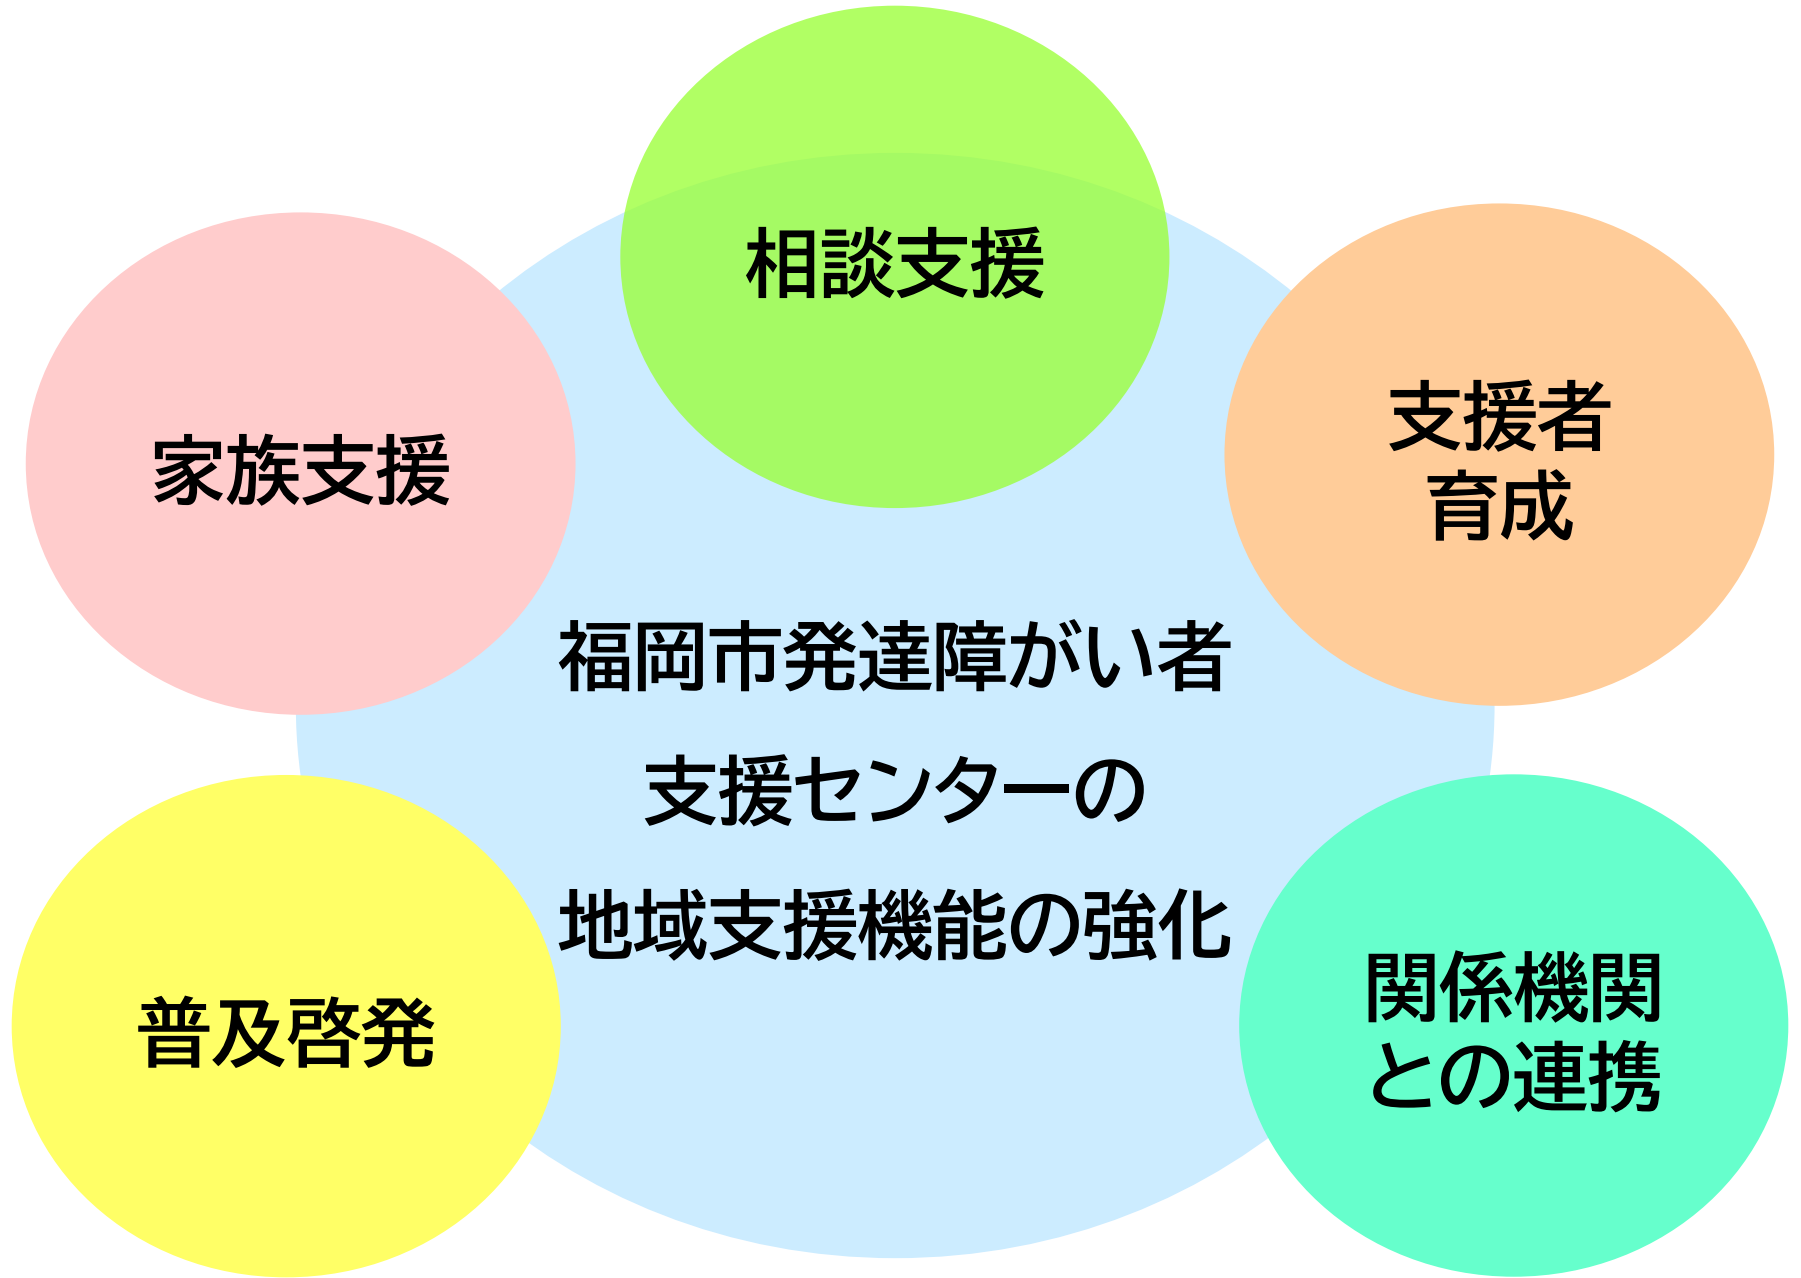 相談支援
家族支援
支援者
育成
福岡市発達障がい者
支援センターの
地域支援機能の強化
普及啓発
関係機関
との連携